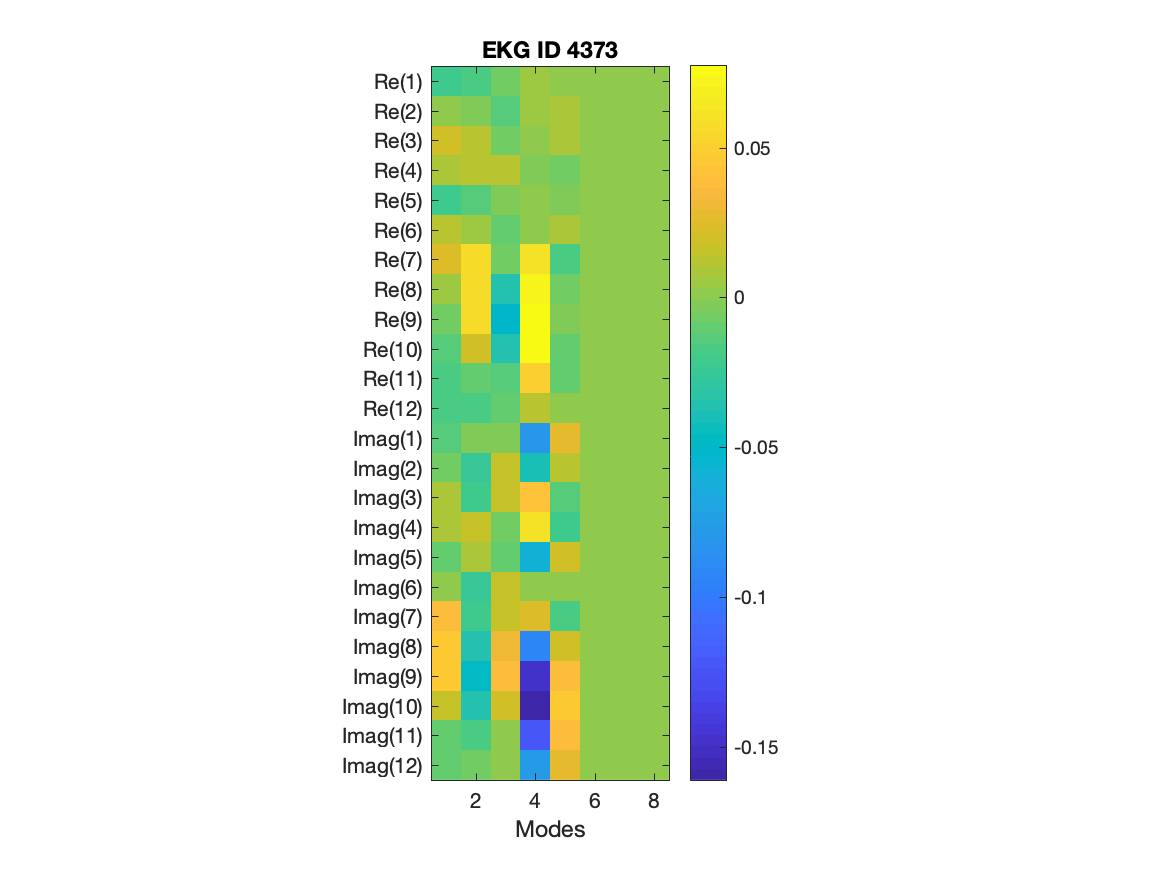 EKG ID 4373
Re(1)
Re(2)
Re(3)
Re(4)
Re(5)
Re(6)
Re(7)
Re(8)
Re(9)
Re(10)
Re(11)
Re(12)
Imag(1)
Imag(2)
Imag(3)
Imag(4)
Imag(5)
Imag(6)
Imag(7)
Imag(8)
Imag(9)
Imag(10)
Imag(11)
Imag(12)
2 4 6 8
Modes
0.05
0
-0.05
-0.1
-0.15